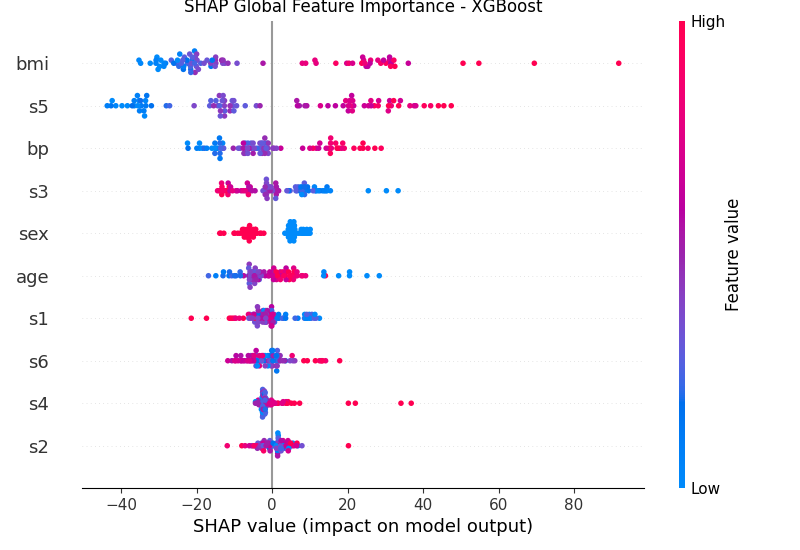 SHAP Global Feature Importance - XGBoost
High
bmi
s5
bp
s3
sex
age
s1
s6
s4
s2
Feature value
Low
−40 −20 0 20 40 60 80
SHAP value (impact on model output)